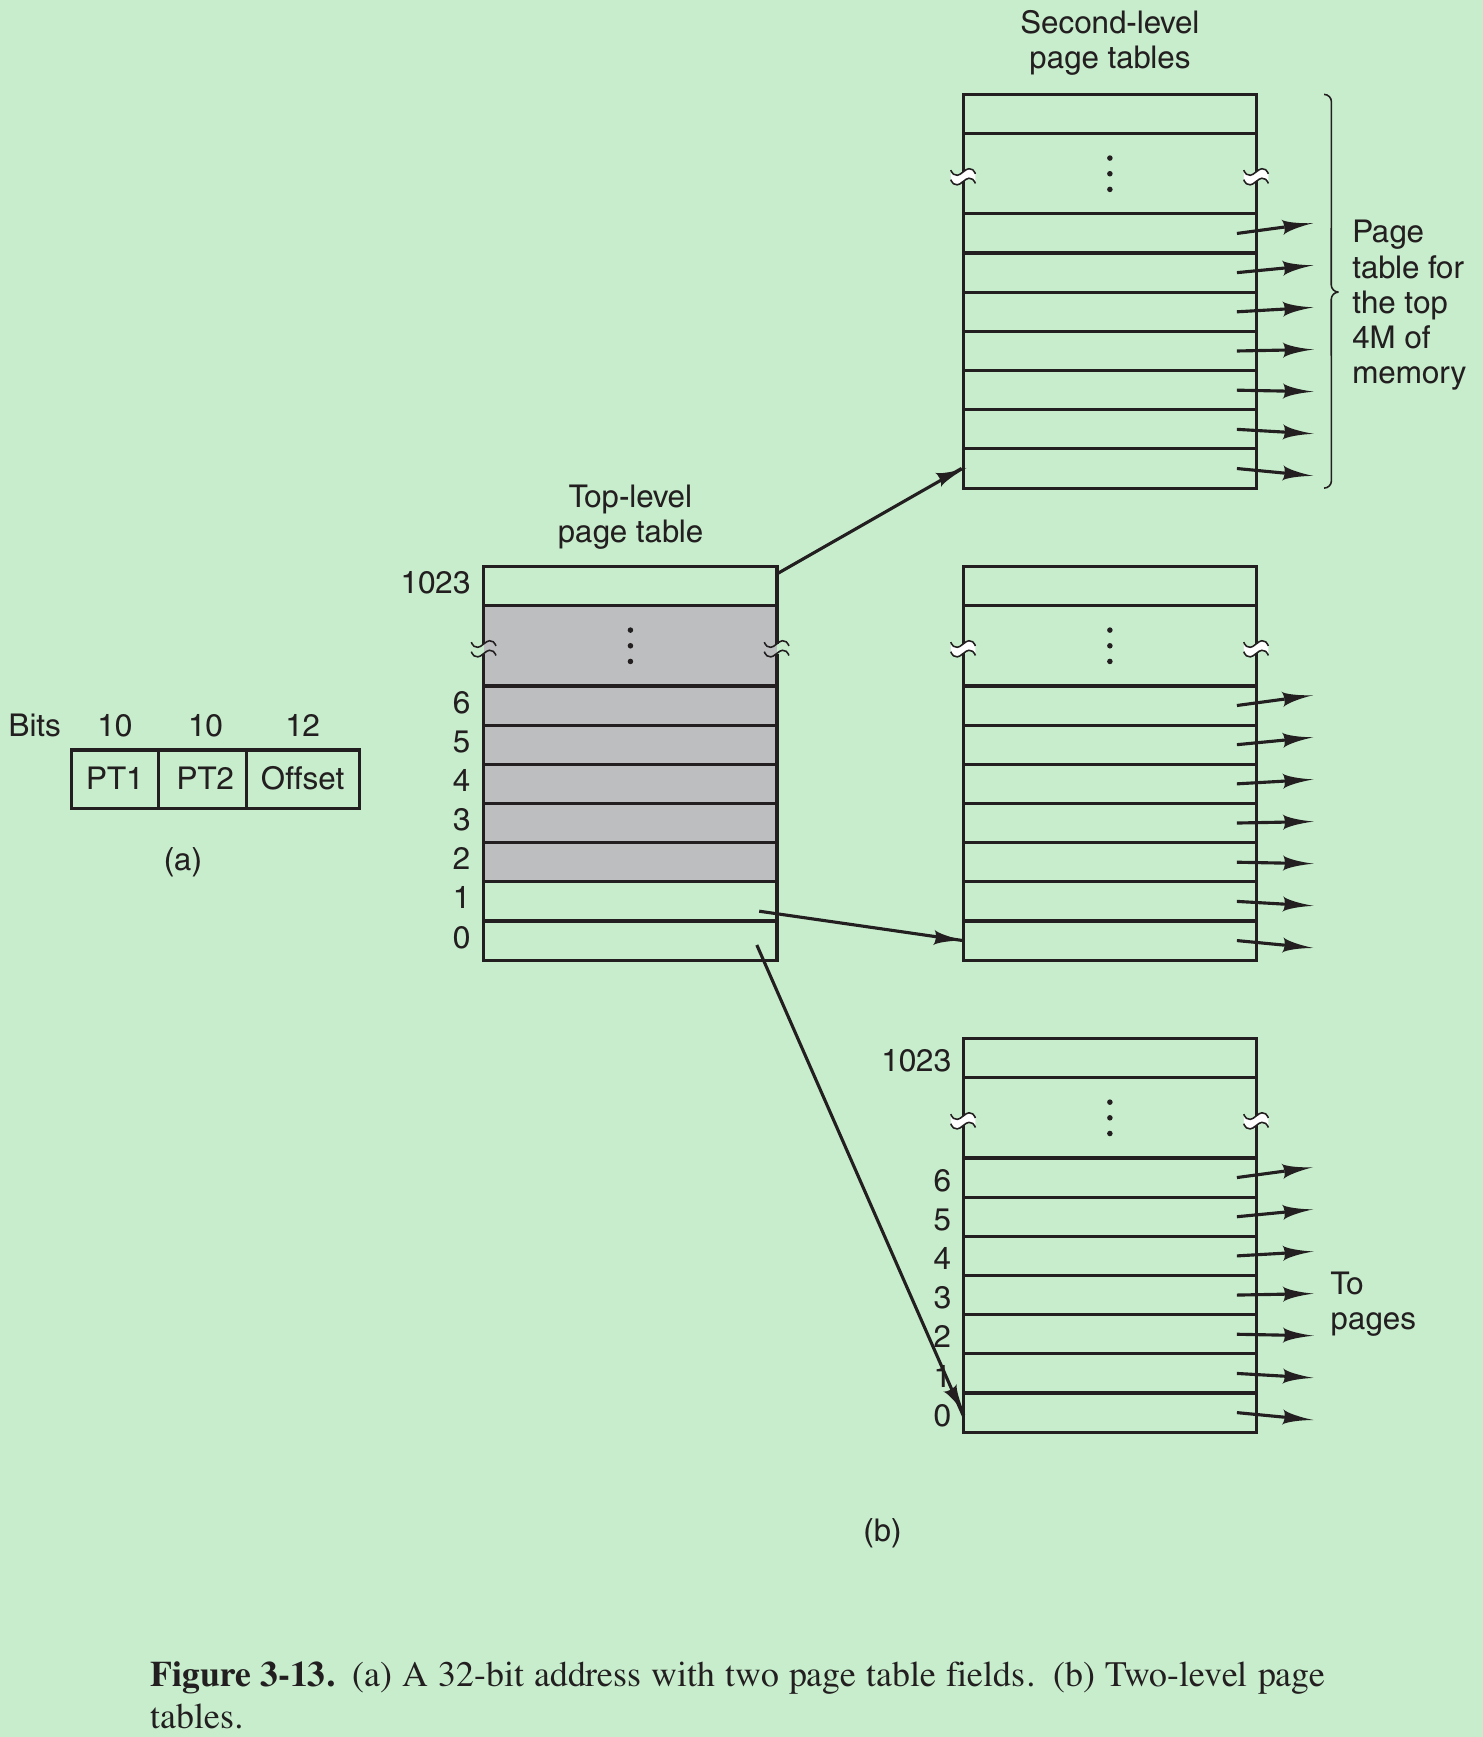 Second-level
page tables
Page
table for
the top
4M of
memory
Top-level
page table
1023
6
5
4
3
2
1
0
Bits 10 10 12
PT1 PT2 Offset
(a)
1023
6
5
4
3
2
1
0
To
pages
(b)
Figure 3-13. (a) A 32-bit address with two page table fields. (b) Two-level page
tables.